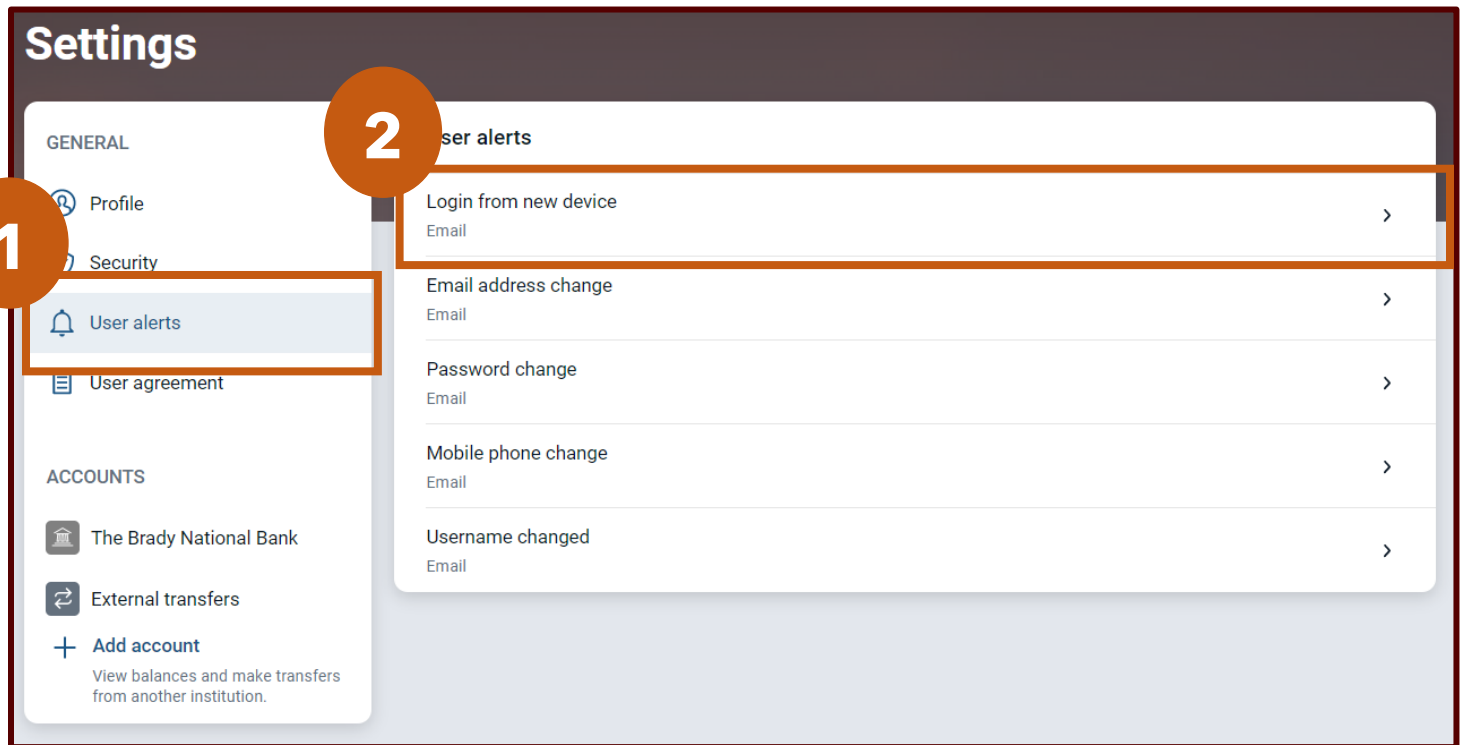 Settings
GENERAL
Profile
Security
User alerts
User agreement
ACCOUNTS
The Brady National Bank
External transfers
Add account
View balances and make transfers
from another institution.
1
2
ser alerts
Login from new device
Email
Email address change
Email
Password change
Email
Mobile phone change
Email
Username changed
Email